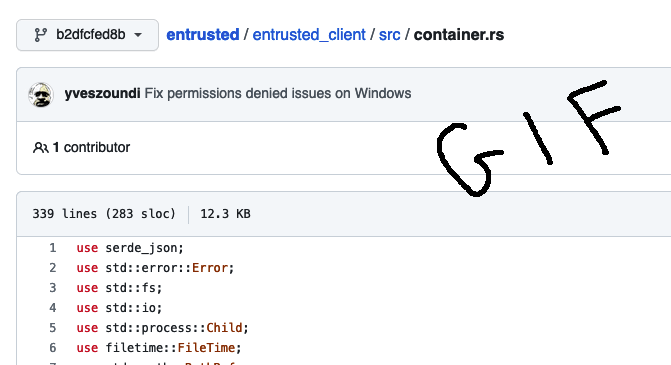 b2dfcfed8b entrusted / entrusted_client / src / container.rs
yveszoundi Fix permissions denied issues on Windows
GIF
1 contributor
339 lines (283 sloc) 12.3 KB
1 use serde_json;
2 use std::error::Error;
3 use std::fs;
4 use std::io;
5 use std::process::Child;
6 use filetime::FileTime;